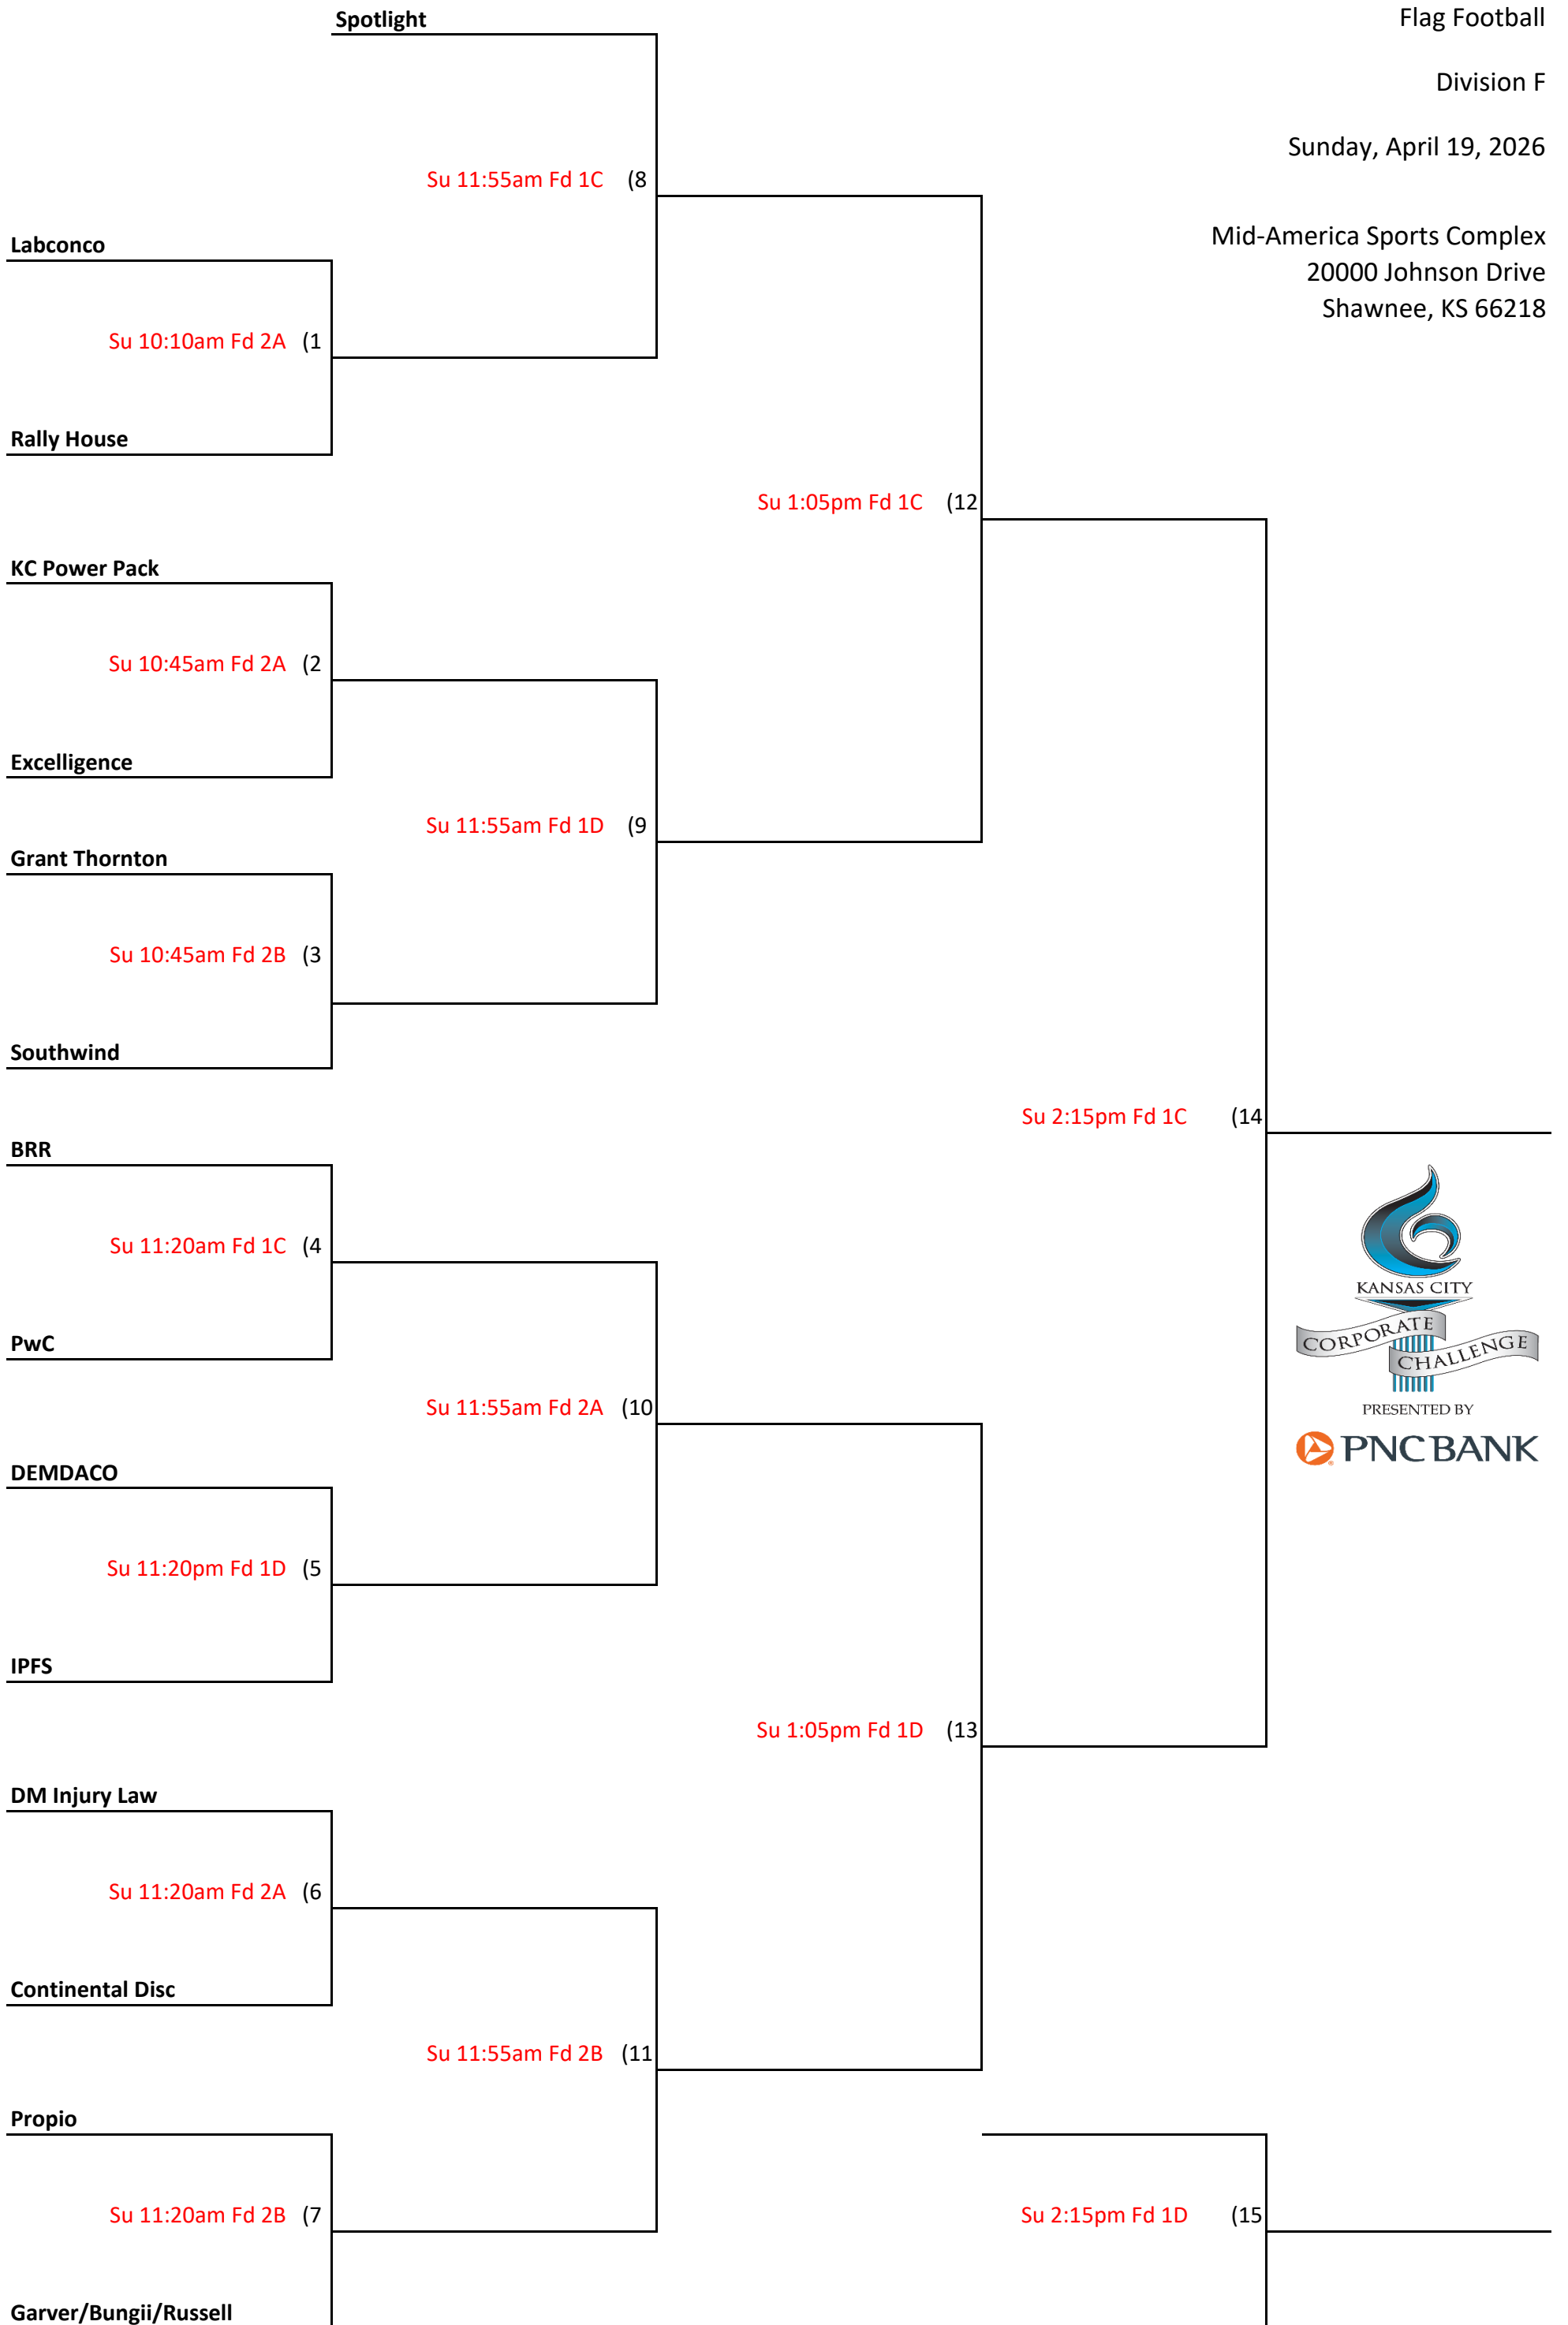 Spotlight
Flag Football
Division F
Sunday, April 19, 2026
Su 11:55am Fd 1C (8
Mid-America Sports Complex
20000 Johnson Drive
Shawnee, KS 66218
Labconco
Su 10:10am Fd 2A (1
Rally House
Su 1:05pm Fd 1C (12
KC Power Pack
Su 10:45am Fd 2A (2
Excelligence
Su 11:55am Fd 1D (9
Grant Thornton
Su 10:45am Fd 2B (3
Southwind
Su 2:15pm Fd 1C (14
BRR
Su 11:20am Fd 1C (4
KANSAS CITY
CORPORATE
CHALLENGE
PRESENTED BY
PNC BANK
PwC
Su 11:55am Fd 2A (10
DEMDACO
Su 11:20pm Fd 1D (5
IPFS
Su 1:05pm Fd 1D (13
DM Injury Law
Su 11:20am Fd 2A (6
Continental Disc
Su 11:55am Fd 2B (11
Propio
Su 11:20am Fd 2B (7
Su 2:15pm Fd 1D (15
Garver/Bungii/Russell